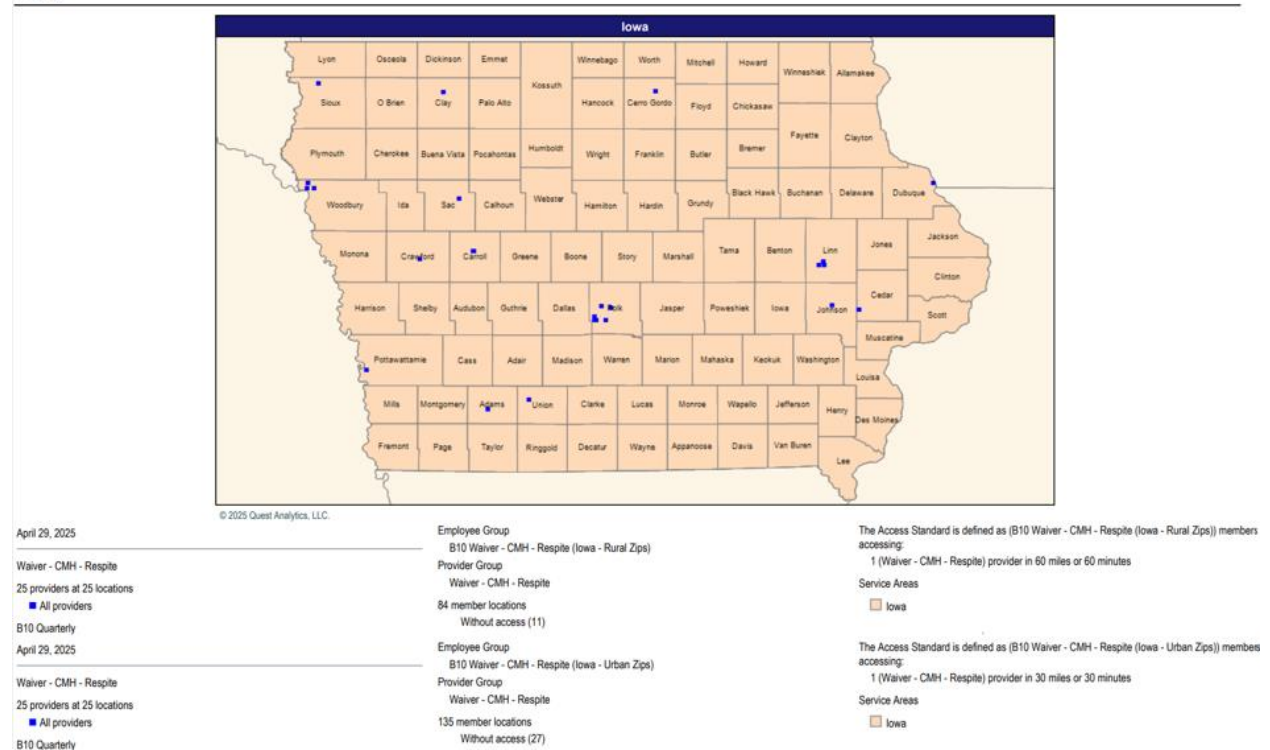 Iowa
Lyon Osceola Dickinson Emmet Winnebago Worth Mitchell Howard Winneshiek Allamakee
Kossuth
Sioux O Brien Clay Palo Alto Hancock Cerro Gordo Floyd Chickasaw
Fayette Clayton
Plymouth Cherokee Buena Vista Pocahontas Humboldt Wright Franklin Butler Bremer
Black Hawk Buchanan Delaware Dubuque
Woodbury Ida Sac Calhoun Webster Hamilton Hardin Grundy
Jackson
Monona Crawford Carroll Greene Boone Story Marshall Tama Benton Linn Jones
Clinton
Harrison Shelby Audubon Guthrie Dallas Polk Jasper Poweshiek Iowa Johnson Cedar
Scott
Muscatine
Pottawattamie Cass Adair Madison Warren Marion Mahaska Keokuk Washington
Louisa
Mills Montgomery Adams Union Clarke Lucas Monroe Wapello Jefferson Henry
Des Moines
Fremont Page Taylor Ringgold Decatur Wayne Appanoose Davis Van Buren
Lee
© 2025 Quest Analytics, LLC.
April 29, 2025
Waiver - CMH - Respite
25 providers at 25 locations
All providers
B10 Quarterly
Employee Group
B10 Waiver - CMH - Respite (Iowa - Rural Zips)
Provider Group
Waiver - CMH - Respite
84 member locations
Without access (11)
The Access Standard is defined as (B10 Waiver - CMH - Respite (Iowa - Rural Zips)) members
accessing:
1 (Waiver - CMH - Respite) provider in 60 miles or 60 minutes
Service Areas
Iowa
April 29, 2025
Waiver - CMH - Respite
25 providers at 25 locations
All providers
B10 Quarterly
Employee Group
B10 Waiver - CMH - Respite (Iowa - Urban Zips)
Provider Group
Waiver - CMH - Respite
135 member locations
Without access (27)
The Access Standard is defined as (B10 Waiver - CMH - Respite (Iowa - Urban Zips)) members
accessing:
1 (Waiver - CMH - Respite) provider in 30 miles or 30 minutes
Service Areas
Iowa